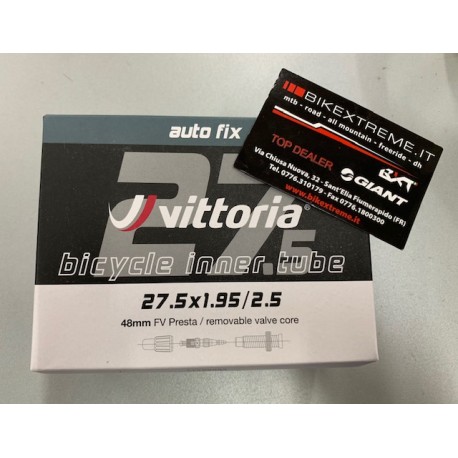 auto fix
27.5
vittoria®
bicycle inner tube
27.5x1.95/2.5
48mm FV Presta / removable valve core
BIKEXTREME.IT
mtb - road - all mountain - freeride - dh
TOP DEALER
GIANT
Via Chiusa Nuova, 32 - Sant'Elia Fiumerapido (FR)
Tel. 0776.310179 - Fax 0776.1800300
www.bikextreme.it